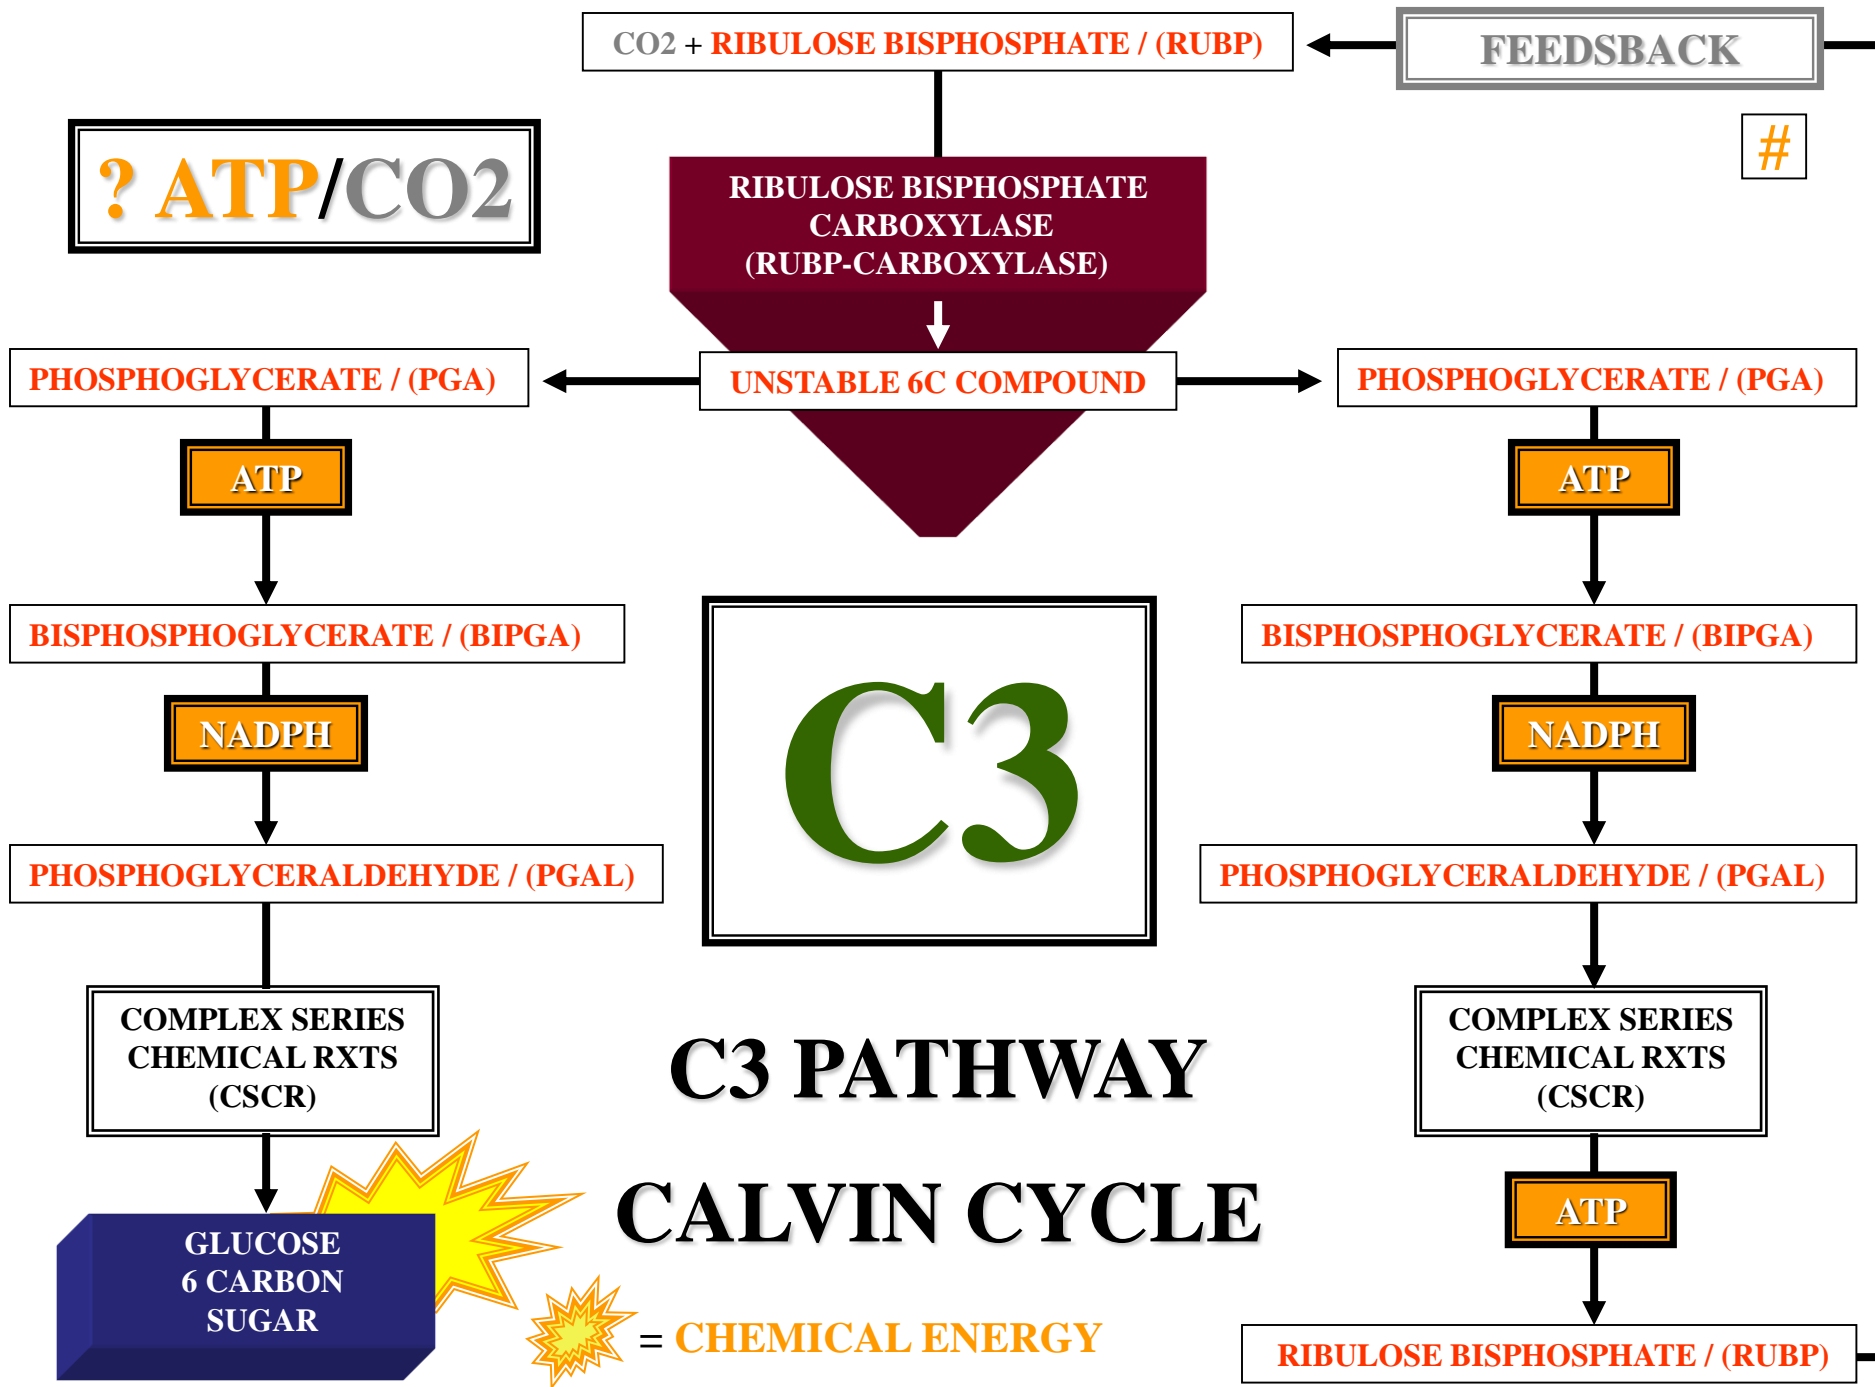 CO2 + RIBULOSE BISPHOSPHATE / (RUBP)
FEEDSBACK
#
? ATP/CO2
RIBULOSE BISPHOSPHATE
CARBOXYLASE
(RUBP-CARBOXYLASE)
PHOSPHOGLYCERATE / (PGA)
UNSTABLE 6C COMPOUND
PHOSPHOGLYCERATE / (PGA)
ATP
ATP
BISPHOSPHOGLYCERATE / (BIPGA)
BISPHOSPHOGLYCERATE / (BIPGA)
C3
NADPH
NADPH
PHOSPHOGLYCERALDEHYDE / (PGAL)
PHOSPHOGLYCERALDEHYDE / (PGAL)
COMPLEX SERIES
CHEMICAL RXTS
(CSCR)
C3 PATHWAY
COMPLEX SERIES
CHEMICAL RXTS
(CSCR)
CALVIN CYCLE
ATP
GLUCOSE
6 CARBON
SUGAR
= CHEMICAL ENERGY
RIBULOSE BISPHOSPHATE / (RUBP)